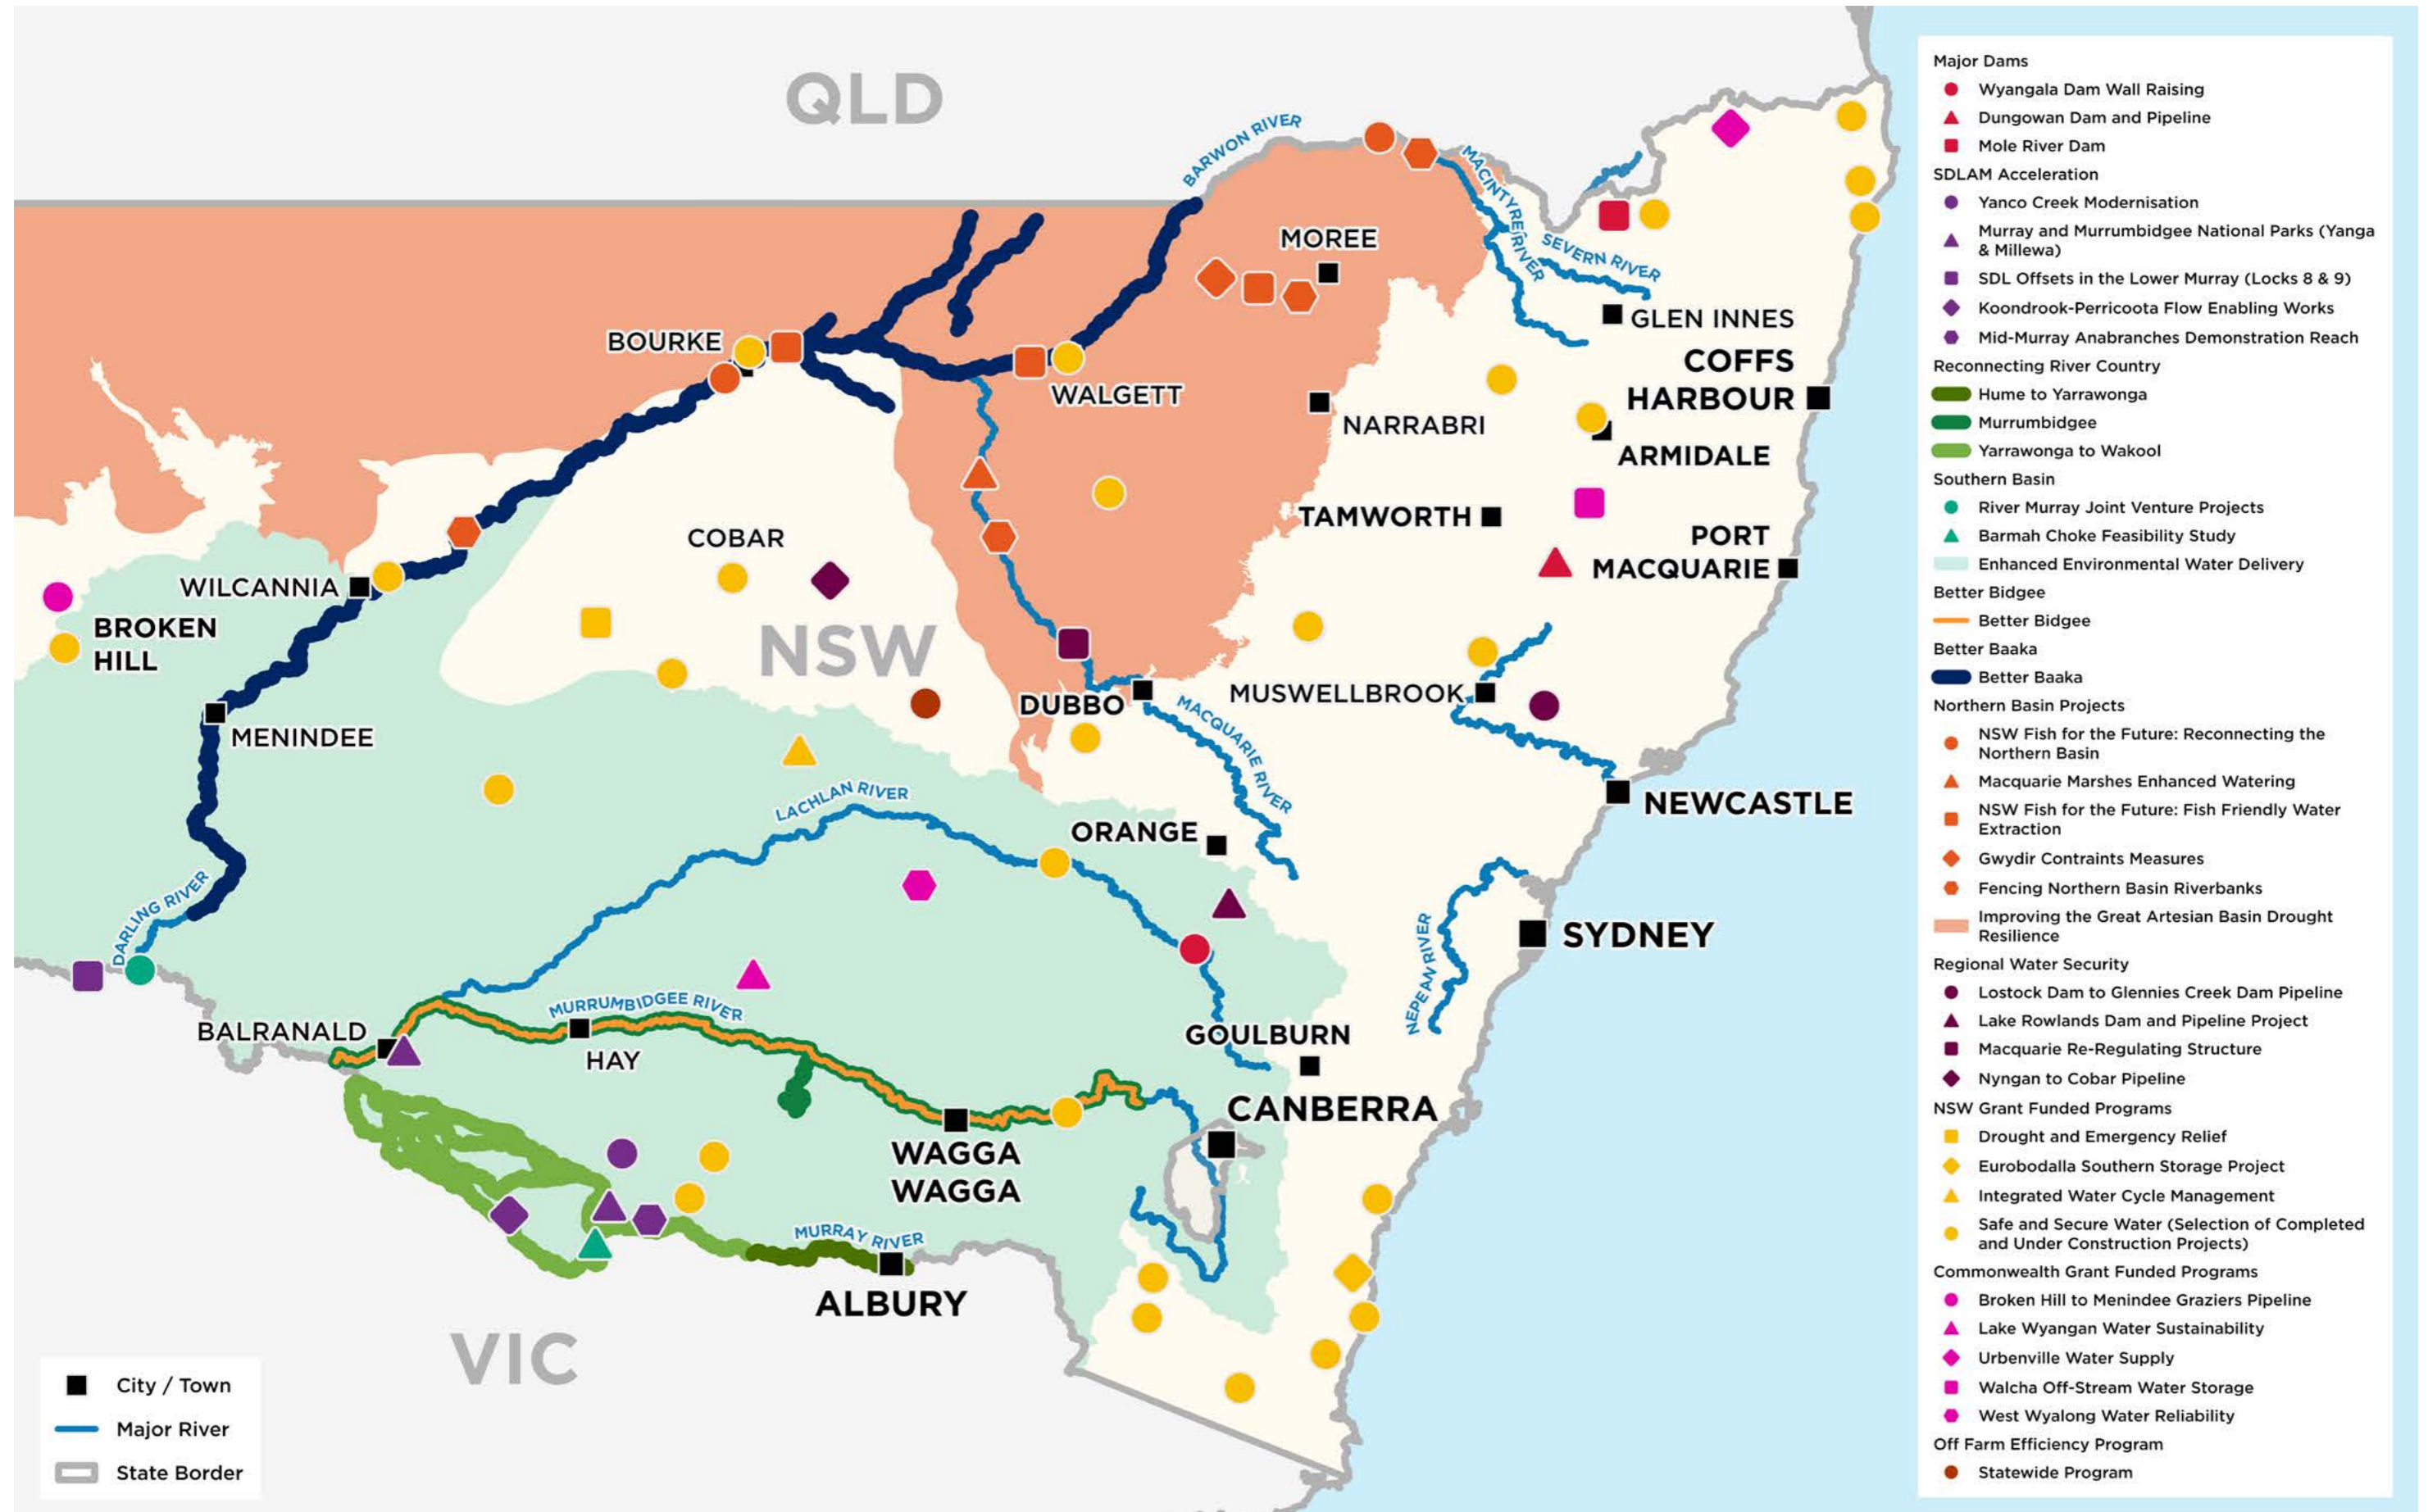 QLD
BARWON RIVER
MACINTYRE RIVER
SEVERN RIVER
MOREE
GLEN INNES
BOURKE
WALGETT
COFFS
HARBOUR
NARRABRI
ARMIDALE
TAMWORTH
COBAR
PORT
MACQUARIE
WILCANNIA
BROKEN
HILL
NSW
DUBBO
MUSWELLBROOK
MACQUARIE RIVER
MENINDEE
LACHLAN RIVER
ORANGE
NEWCASTLE
DARLING RIVER
SYDNEY
NEPEAN RIVER
MURRUMBIDGEE RIVER
BALRANALD
HAY
GOULBURN
CANBERRA
WAGGA
WAGGA
MURRAY RIVER
ALBURY
VIC
City / Town
Major River
State Border
Major Dams
Wyangala Dam Wall Raising
Dungowan Dam and Pipeline
Mole River Dam
SDLAM Acceleration
Yanco Creek Modernisation
Murray and Murrumbidgee National Parks (Yanga
& Millewa)
SDL Offsets in the Lower Murray (Locks 8 & 9)
Koondrook-Perricoota Flow Enabling Works
Mid-Murray Anabranches Demonstration Reach
Reconnecting River Country
Hume to Yarrawonga
Murrumbidgee
Yarrawonga to Wakool
Southern Basin
River Murray Joint Venture Projects
Barmah Choke Feasibility Study
Enhanced Environmental Water Delivery
Better Bidgee
Better Bidgee
Better Baaka
Better Baaka
Northern Basin Projects
NSW Fish for the Future: Reconnecting the
Northern Basin
Macquarie Marshes Enhanced Watering
NSW Fish for the Future: Fish Friendly Water
Extraction
Gwydir Contraints Measures
Fencing Northern Basin Riverbanks
Improving the Great Artesian Basin Drought
Resilience
Regional Water Security
Lostock Dam to Glennies Creek Dam Pipeline
Lake Rowlands Dam and Pipeline Project
Macquarie Re-Regulating Structure
Nyngan to Cobar Pipeline
NSW Grant Funded Programs
Drought and Emergency Relief
Eurobodalla Southern Storage Project
Integrated Water Cycle Management
Safe and Secure Water (Selection of Completed
and Under Construction Projects)
Commonwealth Grant Funded Programs
Broken Hill to Menindee Graziers Pipeline
Lake Wyangan Water Sustainability
Urbenville Water Supply
Walcha Off-Stream Water Storage
West Wyalong Water Reliability
Off Farm Efficiency Program
Statewide Program